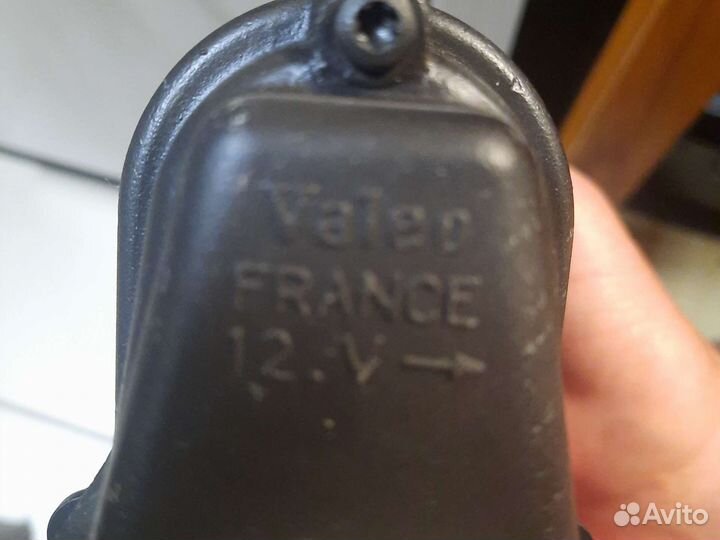 Valeo
FRANCE
12.V →
Avito